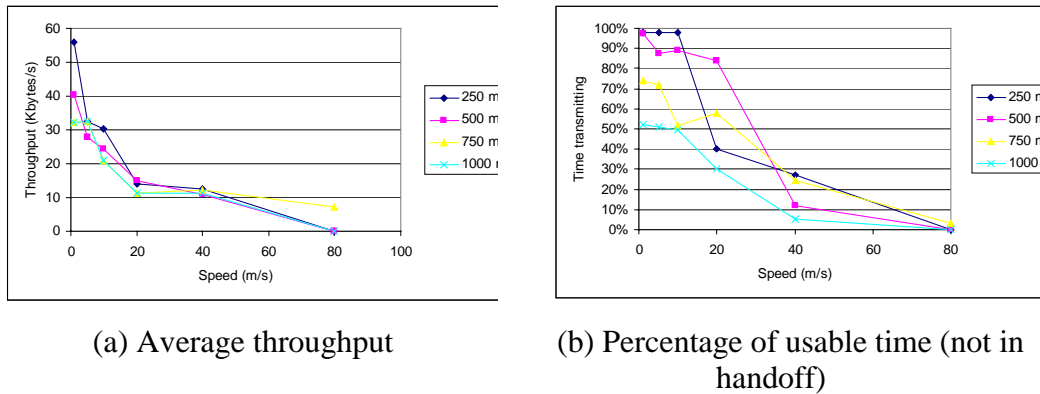 60
50
40
30
20
10
0
0 20 40 60 80 100
Throughput (Kbytes/s)
Speed (m/s)
250 m
500 m
750 m
1000
(a) Average throughput
100%
90%
80%
70%
60%
50%
40%
30%
20%
10%
0%
0 20 40 60 80
Time transmitting
Speed (m/s)
250 m
500 m
750 m
1000
(b) Percentage of usable time (not in
handoff)